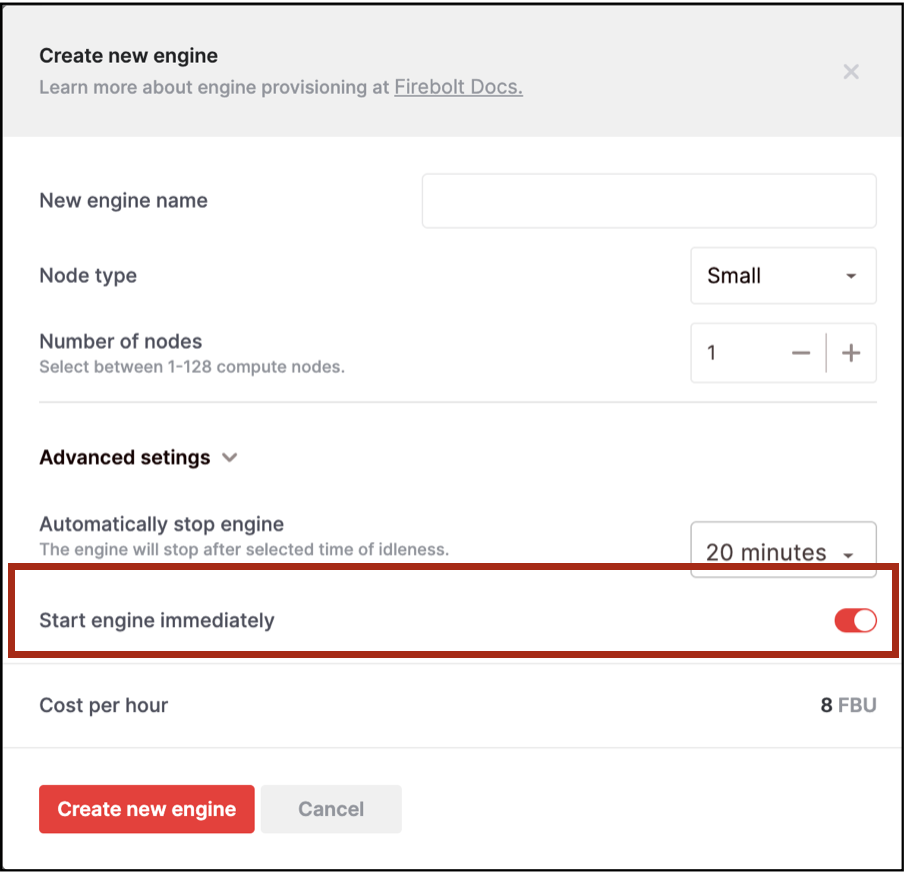 Create new engine
Learn more about engine provisioning at Firebolt Docs.
New engine name
Node type
Small
Number of nodes
Select between 1-128 compute nodes.
1
Advanced setings
Automatically stop engine
The engine will stop after selected time of idleness.
20 minutes
Start engine immediately
Cost per hour
8 FBU
Create new engine
Cancel